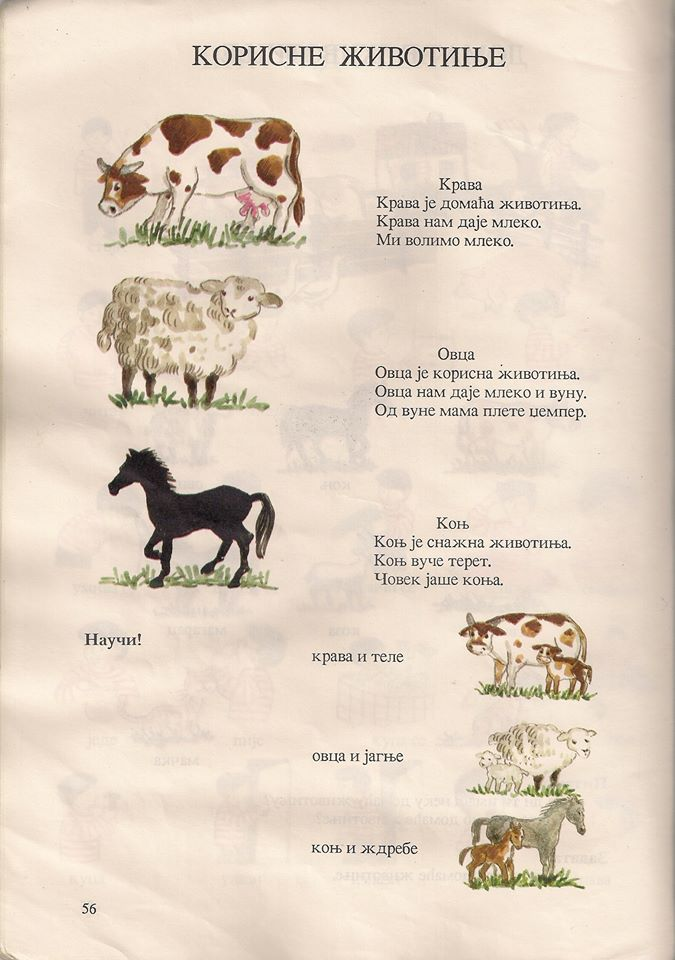 КОРИСНЕ ЖИВОТИЊЕ
Крава
Крава је домаћа животиња.
Крава нам даје млеко.
Ми волимо млеко.
Овца
Овца је корисна животиња.
Овца нам даје млеко и вуну.
Од вуне мама плете џемпер.
Коњ
Коњ је снажна животиња.
Коњ вуче терет.
Човек јаше коња.
Научи!
крава и теле
овца и јагње
коњ и ждребе
56